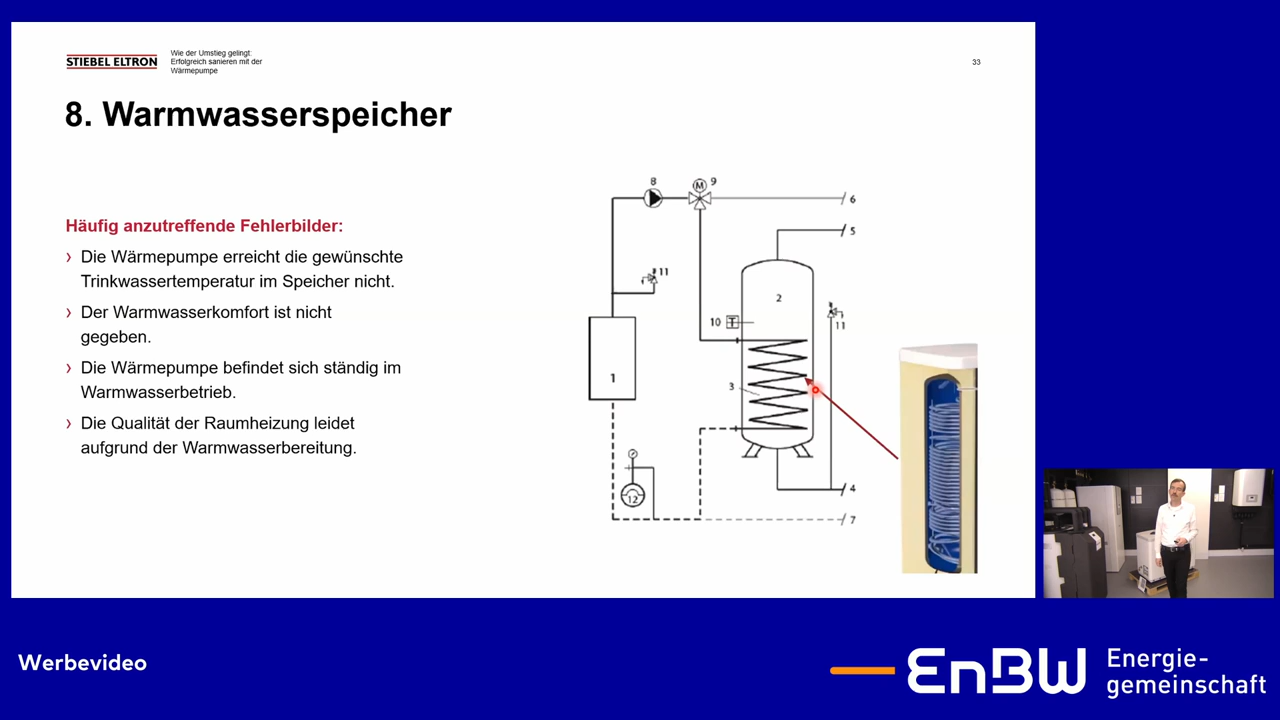 STIEBEL ELTRON
Wie der Umstieg gelingt:
Erfolgreich sanieren mit der
Wärmepumpe
33
8. Warmwasserspeicher
Häufig anzutreffende Fehlerbilder:
› Die Wärmepumpe erreicht die gewünschte
Trinkwassertemperatur im Speicher nicht.
› Der Warmwasserkomfort ist nicht
gegeben.
› Die Wärmepumpe befindet sich ständig im
Warmwasserbetrieb.
› Die Qualität der Raumheizung leidet
aufgrund der Warmwasserbereitung.
8
M
9
6
5
11
2
10
T
11
1
3
12
4
7
Werbevideo
EnBW
Energie-
gemeinschaft